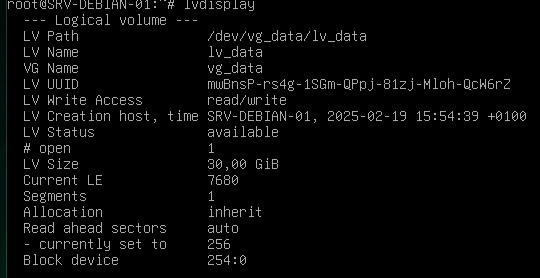 root@SRV-DEBIAN-01:~# lvdisplay
--- Logical volume ---
LV Path /dev/vg_data/lv_data
LV Name lv_data
VG Name vg_data
LV UUID mwBnsP-rs4g-1SGm-QPpj-81zj-Mloh-QcW6rZ
LV Write Access read/write
LV Creation host, time SRV-DEBIAN-01, 2025-02-19 15:54:39 +0100
LV Status available
# open 1
LV Size 30,00 GiB
Current LE 7680
Segments 1
Allocation inherit
Read ahead sectors auto
- currently set to 256
Block device 254:0